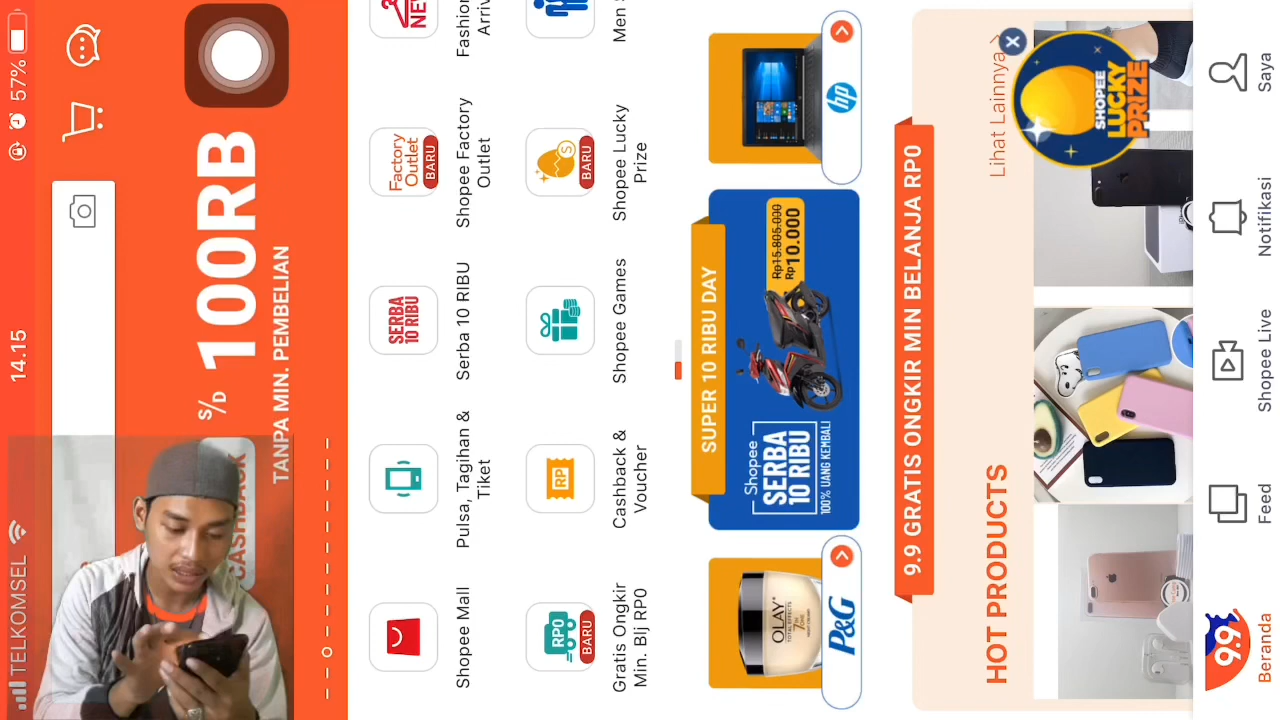 TELKOMSEL
14.15
57%
CASHBACK
S/D 100RB
TANPA MIN. PEMBELIAN
Shopee Mall
Pulsa, Tagihan &
Tiket
SERBA
10 RIBU
Serba 10 RIBU
Factory
Outlet
BARU
Shopee Factory
Outlet
NEW
Fashion
Arriv
RP0
BARU
Gratis Ongkir
Min. Blj RP0
RP
Cashback &
Voucher
Shopee Games
S
BARU
Shopee Lucky
Prize
Men S
SUPER 10 RIBU DAY
OLAY
TOTAL EFFECTS
P&G
Shopee
SERBA
10 RIBU
100% UANG KEMBALI
Rp15.805.000
Rp10.000
hp
9.9 GRATIS ONGKIR MIN BELANJA RP0
HOT PRODUCTS
Lihat Lainnya
SHOPEE
LUCKY
PRIZE
9.9
Beranda
Feed
Shopee Live
Notifikasi
Saya